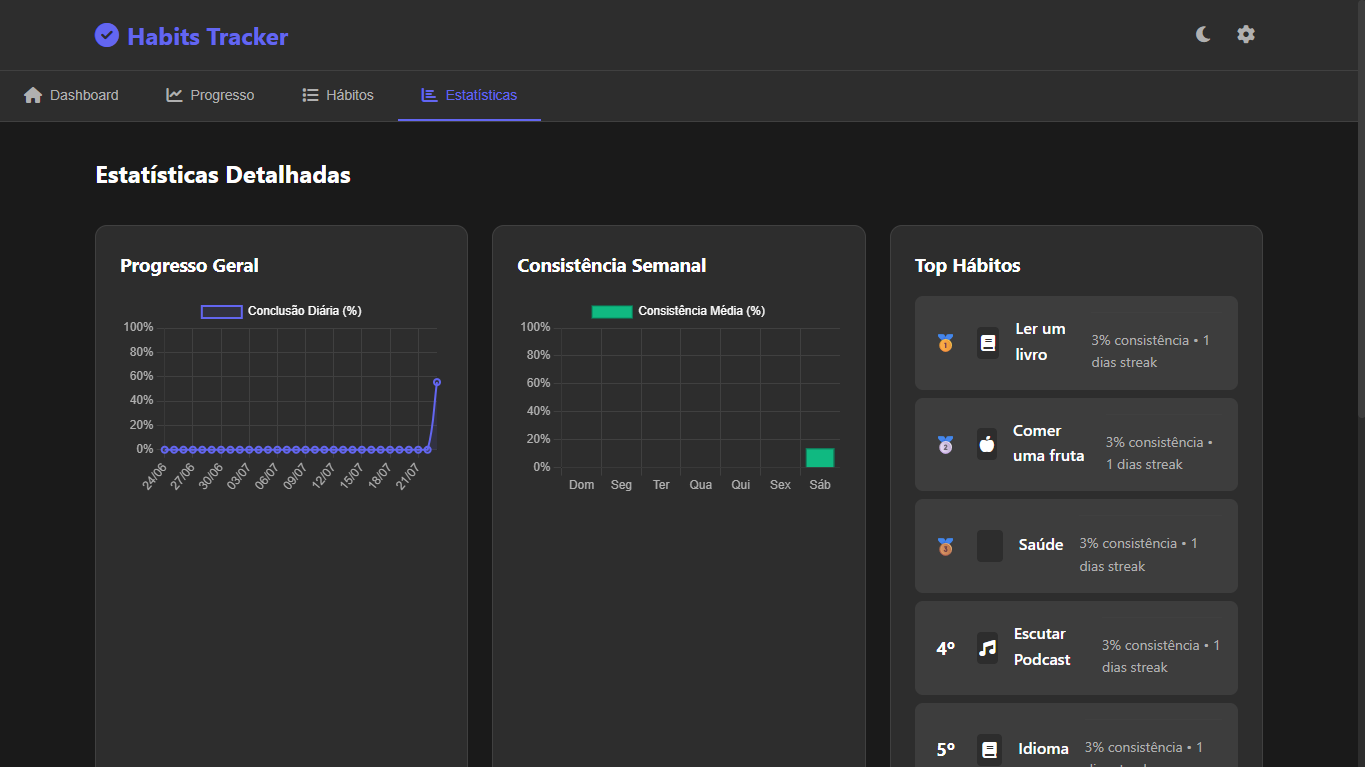 Habits Tracker
Dashboard
Progresso
Hábitos
Estatísticas
Estatísticas Detalhadas
Progresso Geral
Conclusão Diária (%)
100%
80%
60%
40%
20%
0%
24/06
27/06
30/06
03/07
06/07
09/07
12/07
15/07
18/07
21/07
Consistência Semanal
Consistência Média (%)
100%
80%
60%
40%
20%
0%
Dom
Seg
Ter
Qua
Qui
Sex
Sáb
Top Hábitos
1
Ler um
livro
3% consistência • 1
dias streak
2
Comer
uma fruta
3% consistência •
1 dias streak
3
Saúde
3% consistência • 1
dias streak
4º
Escutar
Podcast
3% consistência • 1
dias streak
5º
Idioma
3% consistência • 1